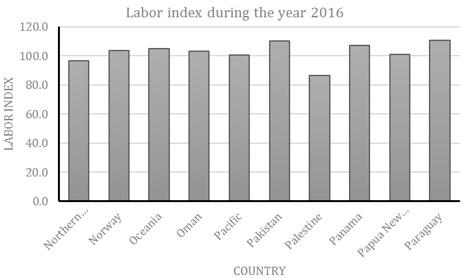 Labor index during the year 2016
LABOR INDEX
120.0
100.0
80.0
60.0
40.0
20.0
0.0
Northern...
Norway
Oceania
Oman
Pacific
Pakistan
Palestine
Panama
Papua New...
Paraguay
COUNTRY